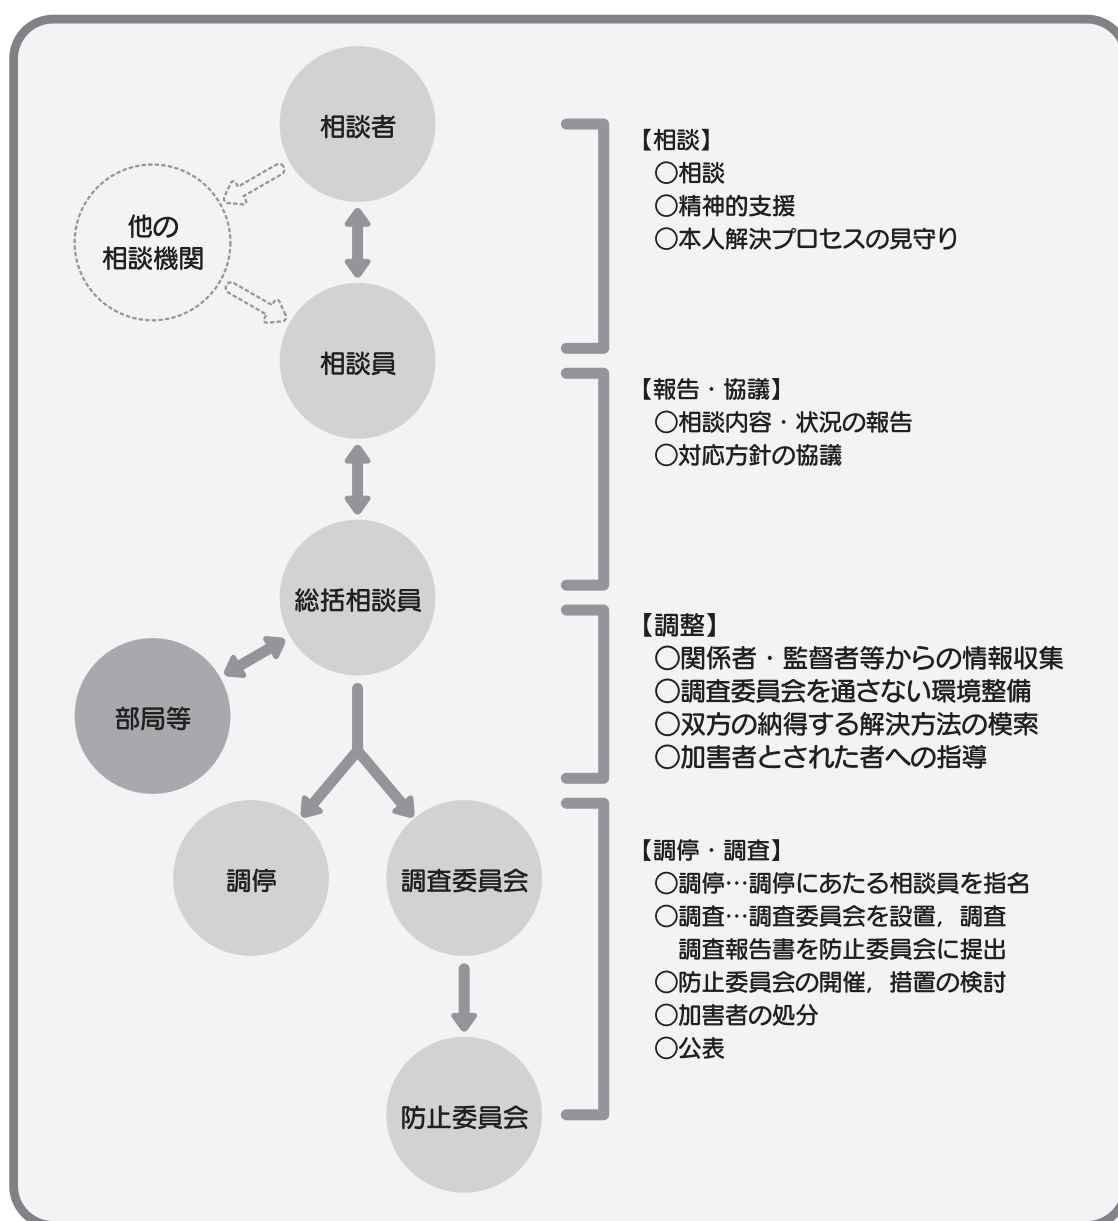 相談者
他の
相談機関
相談員
総括相談員
部局等
調停
調査委員会
防止委員会
【相談】
○相談
○精神的支援
○本人解決プロセスの見守り
【報告・協議】
○相談内容・状況の報告
○対応方針の協議
【調整】
○関係者・監督者等からの情報収集
○調査委員会を通さない環境整備
○双方の納得する解決方法の模索
○加害者とされた者への指導
【調停・調査】
○調停…調停にあたる相談員を指名
○調査…調査委員会を設置，調査
調査報告書を防止委員会に提出
○防止委員会の開催，措置の検討
○加害者の処分
○公表